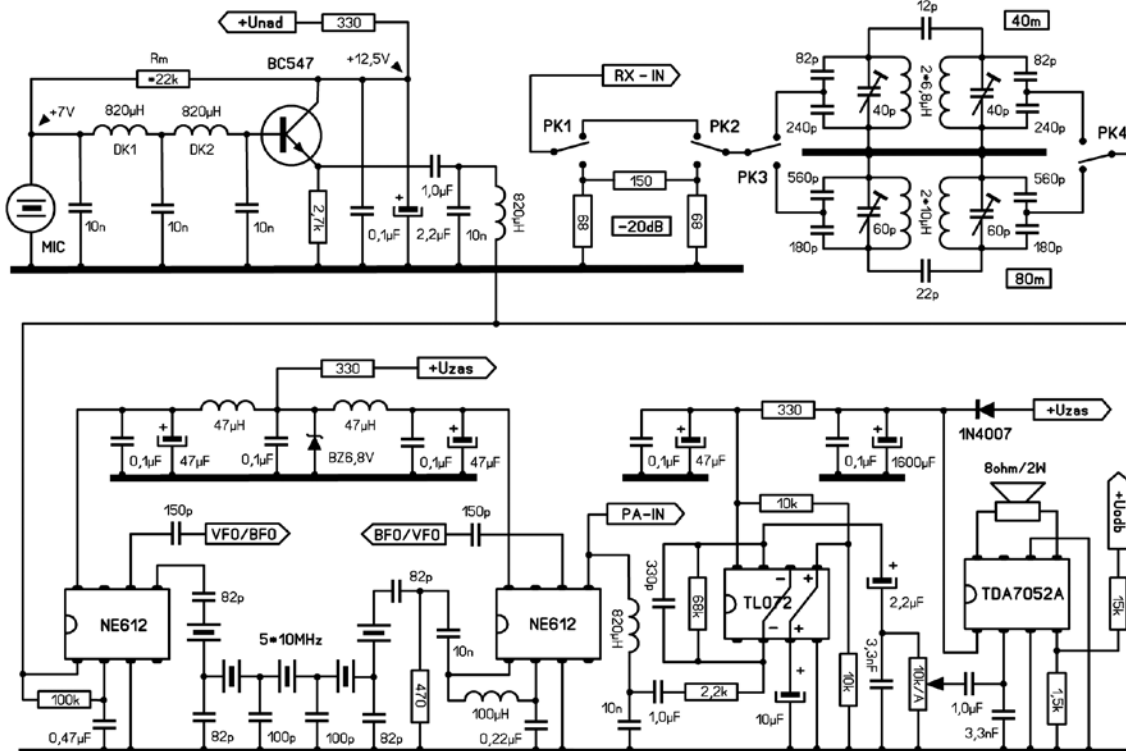 +Unad
330
12p
40m
Rm
*22k
BC547
+12,5V
RX-IN
82p
40p
2*6,8µH
40p
82p
+7V
820µH
820µH
DK1
DK2
PK1
PK2
240p
240p
PK4
PK3
1,0µF
150
560p
560p
MIC
10n
10n
10n
2,7k
0,1µF
+
2,2µF
10n
820µH
68
-20dB
68
60p
2*10µH
60p
180p
180p
22p
80m
330
+Uzas
47µH
47µH
330
+Uzas
1N4007
0,1µF
+
47µF
0,1µF
BZ6,8V
0,1µF
+
47µF
0,1µF
+
47µF
0,1µF
+
1600µF
8ohm/2W
+Uodb
150p
VFO/BFO
BFO/VFO
150p
PA-IN
10k
82p
82p
330p
68k
- +
TL072
- +
+
2,2µF
TDA7052A
15k
NE612
5*10MHz
NE612
820µH
10n
3,3nF
10k
10k/A
100k
470
100µH
10n
2,2k
1,0µF
+
10µF
1,0µF
1,5k
0,47µF
82p
100p
100p
82p
0,22µF
3,3nF